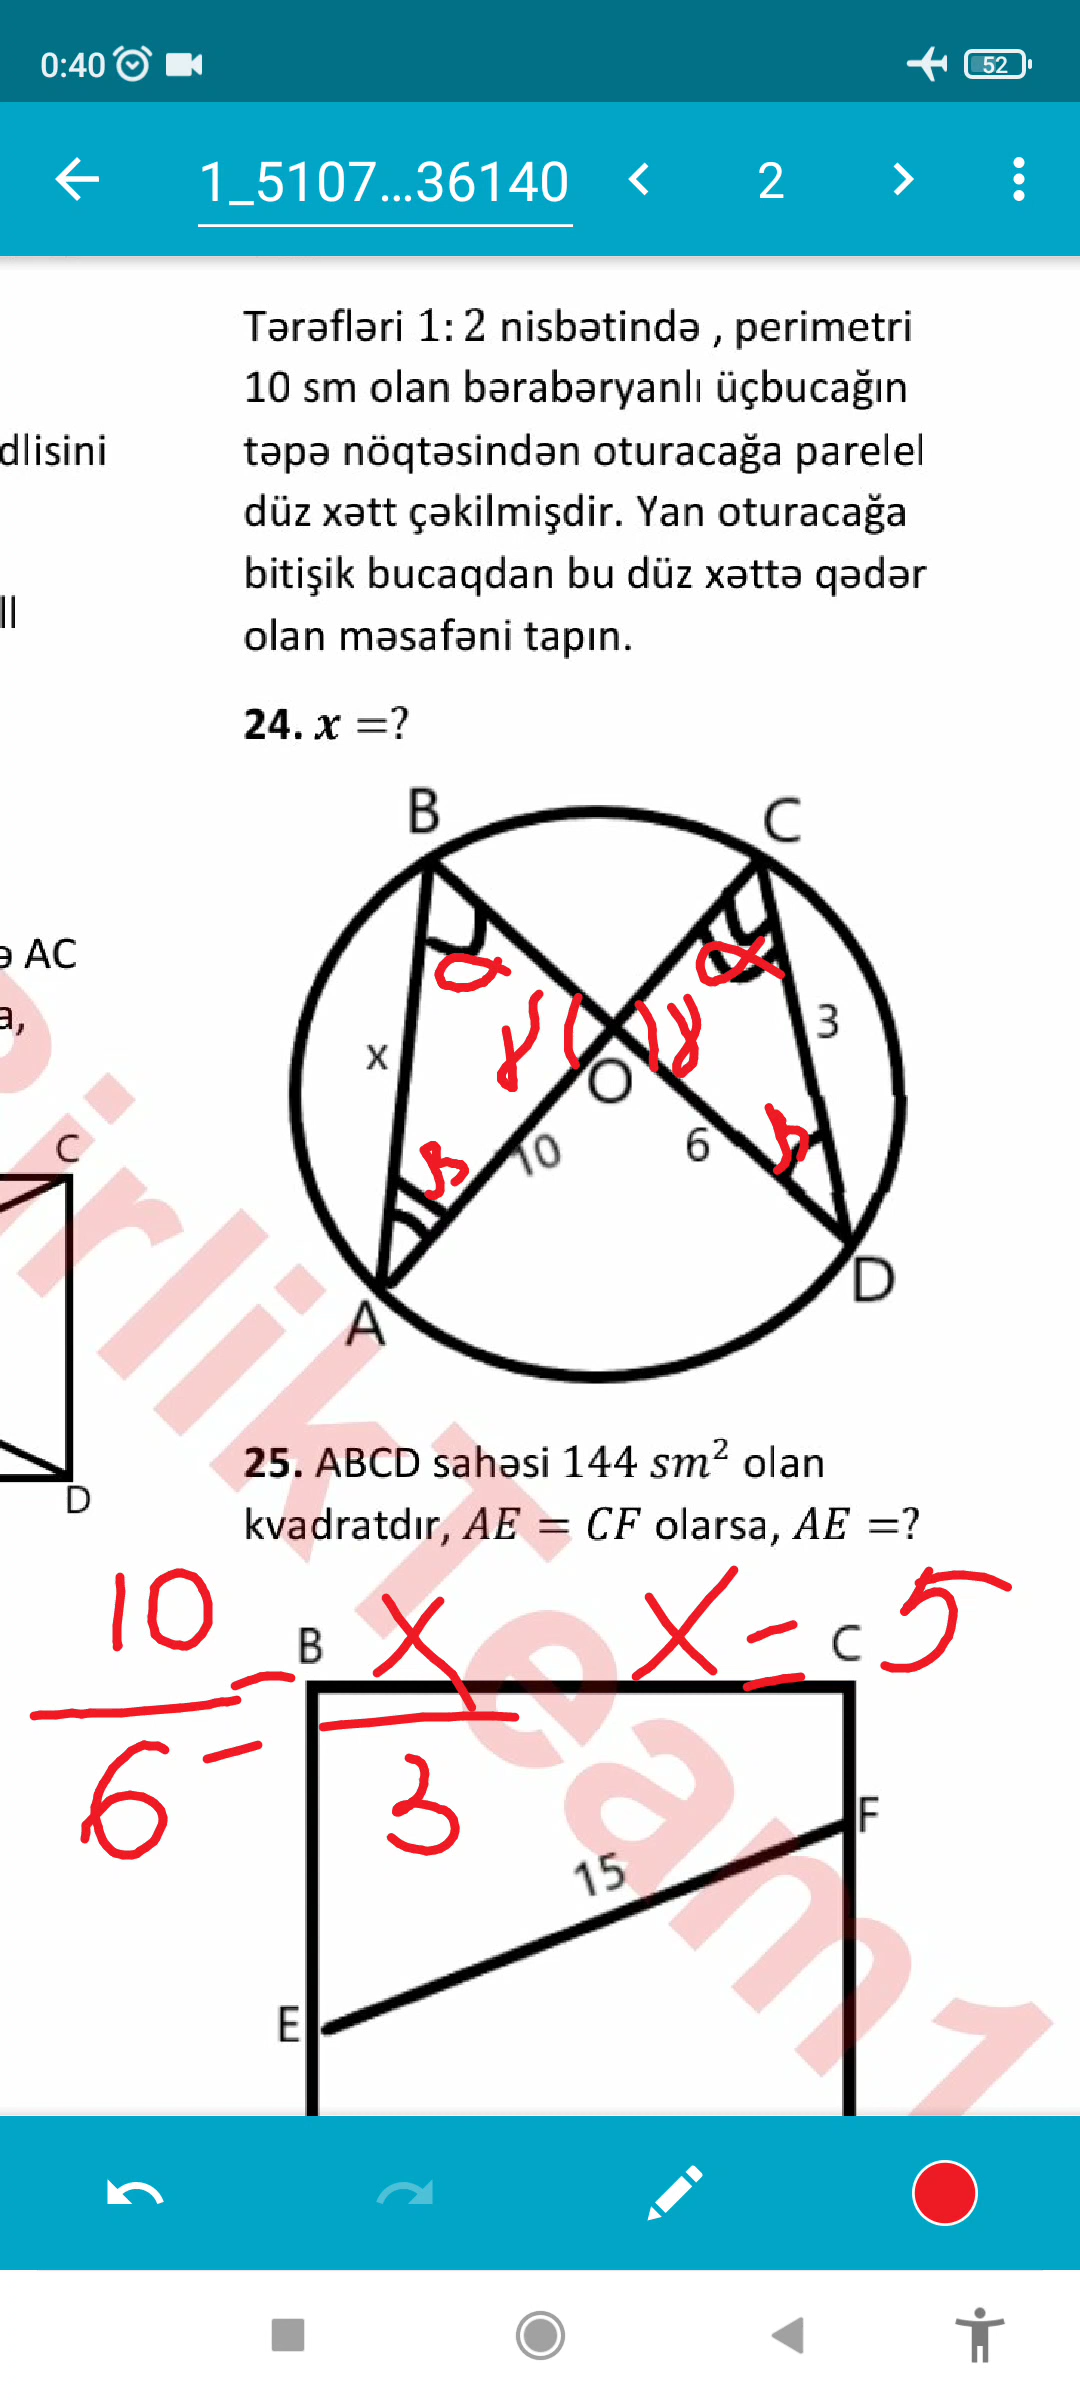 0:40 52
1_5107...36140 < 2 >
Tərəfləri 1: 2 nisbətində , perimetri
10 sm olan bərabəryanlı üçbucağın
dlisini
təpə nöqtəsindən oturacağa parelel
düz xətt çəkilmişdir. Yan oturacağa
bitişik bucaqdan bu düz xəttə qədər
ll
olan məsafəni tapın.
24. x =?
B
C
ə AC
a,
α α
x
γ γ
3
O
C
β 10
6
β
D
A
D
25. ABCD sahəsi 144 sm² olan
kvadratdır, AE = CF olarsa, AE =?
10/6 = x/3 x = 5
B C
F
15
E
BirlikTeam1